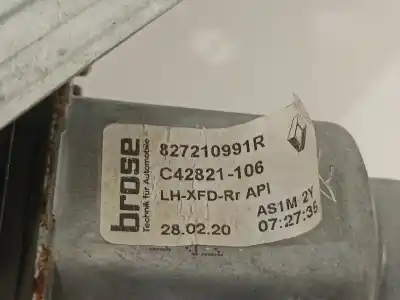 brose
Technik für Automobile
827210991R
C42821-106
LH-XFD-Rr API
AS1M 2Y
28.02.20
07:27:35